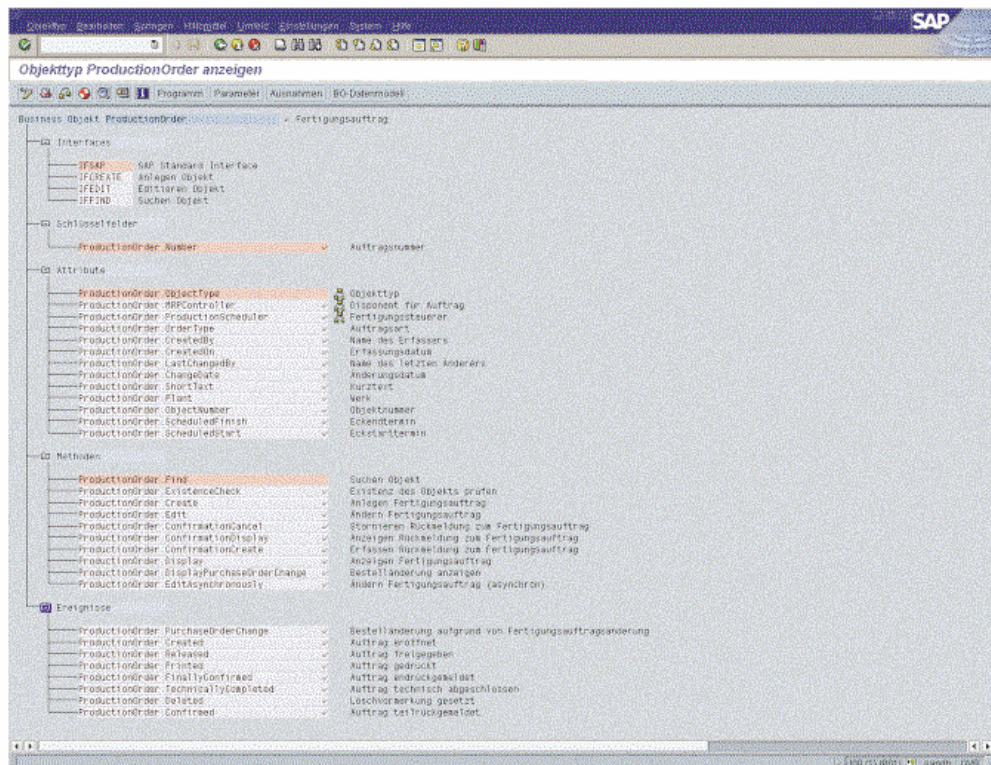 Objekttyp Bearbeiten Springen Hilfsmittel Umfeld Einstellungen System Hilfe
SAP
Objekttyp ProductionOrder anzeigen
Programm Parameter Ausnahmen BO-Datenmodell
Business Objekt ProductionOrder Fertigungsauftrag
Interfaces
IFSAP SAP Standard Interface
IFCREATE Anlegen Objekt
IFEDIT Editieren Objekt
IFFIND Suchen Objekt
Schlüsselfelder
ProductionOrder.Number Auftragsnummer
Attribute
ProductionOrder.ObjectType Objekttyp
ProductionOrder.MRPController Disponent für Auftrag
ProductionOrder.ProductionScheduler Fertigungssteuerer
ProductionOrder.OrderType Auftragsart
ProductionOrder.CreatedBy Name des Erfassers
ProductionOrder.CreatedOn Erfassungsdatum
ProductionOrder.LastChangedBy Name des letzten Änderers
ProductionOrder.ChangeDate Änderungsdatum
ProductionOrder.ShortText Kurztext
ProductionOrder.Plant Werk
ProductionOrder.ObjectNumber Objektnummer
ProductionOrder.ScheduledFinish Eckendtermin
ProductionOrder.ScheduledStart Eckstarttermin
Methoden
ProductionOrder.Find Suchen Objekt
ProductionOrder.ExistenceCheck Existenz des Objekts prüfen
ProductionOrder.Create Anlegen Fertigungsauftrag
ProductionOrder.Edit Ändern Fertigungsauftrag
ProductionOrder.ConfirmationCancel Stornieren Rückmeldung zum Fertigungsauftrag
ProductionOrder.ConfirmationDisplay Anzeigen Rückmeldung zum Fertigungsauftrag
ProductionOrder.ConfirmationCreate Erfassen Rückmeldung zum Fertigungsauftrag
ProductionOrder.Display Anzeigen Fertigungsauftrag
ProductionOrder.DisplayPurchaseOrderChange Bestelländerung anzeigen
ProductionOrder.EditAsynchronously Ändern Fertigungsauftrag (asynchron)
Ereignisse
ProductionOrder.PurchaseOrderChange Bestelländerung aufgrund von Fertigungsauftragsänderung
ProductionOrder.Created Auftrag eröffnet
ProductionOrder.Released Auftrag freigegeben
ProductionOrder.Printed Auftrag gedruckt
ProductionOrder.FinallyConfirmed Auftrag endrückgemeldet
ProductionOrder.TechnicallyCompleted Auftrag technisch abgeschlossen
ProductionOrder.Deleted Löschvormerkung gesetzt
ProductionOrder.Confirmed Auftrag teilrückgemeldet